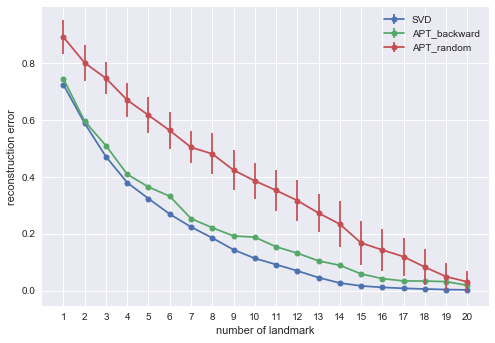 SVD
APT_backward
APT_random
reconstruction error
0.8
0.6
0.4
0.2
0.0
1 2 3 4 5 6 7 8 9 10 11 12 13 14 15 16 17 18 19 20
number of landmark